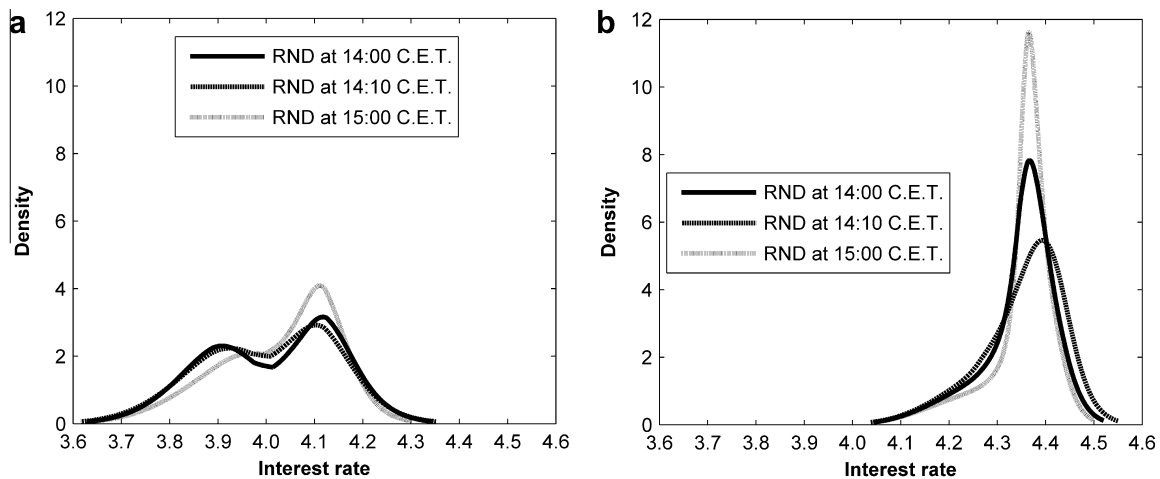 a
12
10
8
6
4
2
0
Density
RND at 14:00 C.E.T.
RND at 14:10 C.E.T.
RND at 15:00 C.E.T.
3.6 3.7 3.8 3.9 4.0 4.1 4.2 4.3 4.4 4.5 4.6
Interest rate
b
12
10
8
6
4
2
0
Density
RND at 14:00 C.E.T.
RND at 14:10 C.E.T.
RND at 15:00 C.E.T.
3.6 3.7 3.8 3.9 4.0 4.1 4.2 4.3 4.4 4.5 4.6
Interest rate